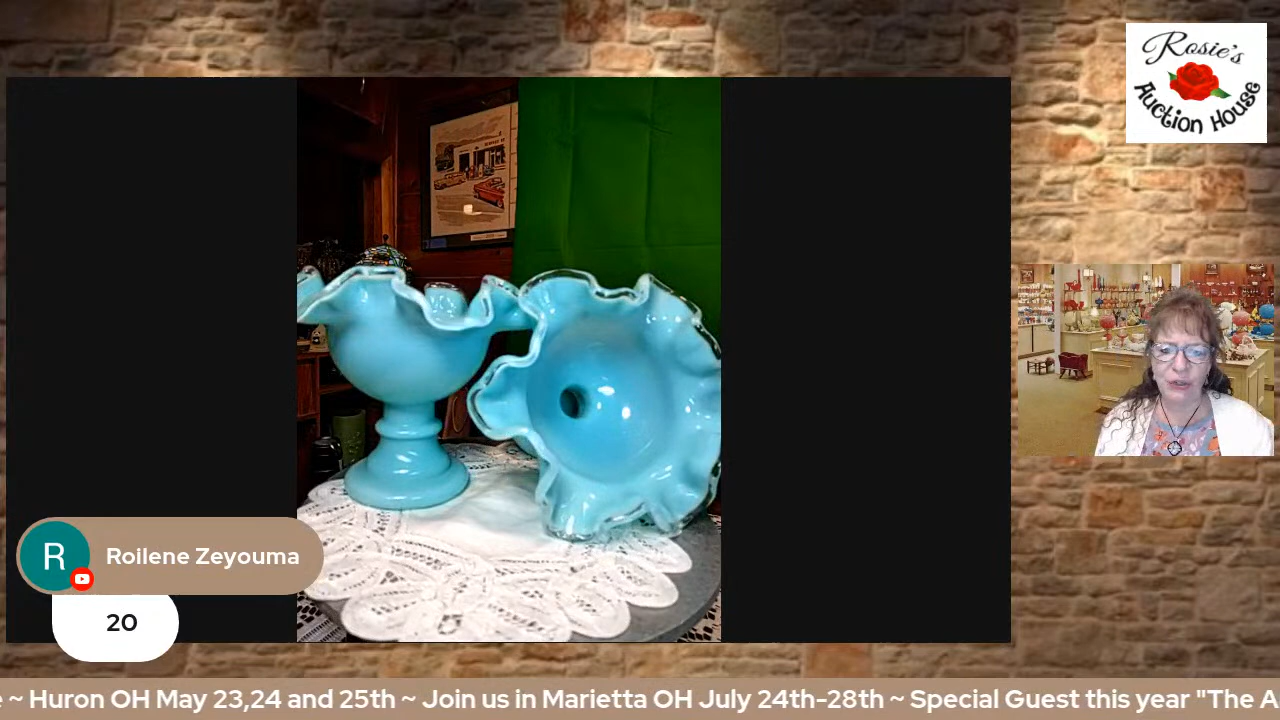 Rosie's
Auction House
Roilene Zeyouma
20
~ Huron OH May 23,24 and 25th ~ Join us in Marietta OH July 24th-28th ~ Special Guest this year "The A